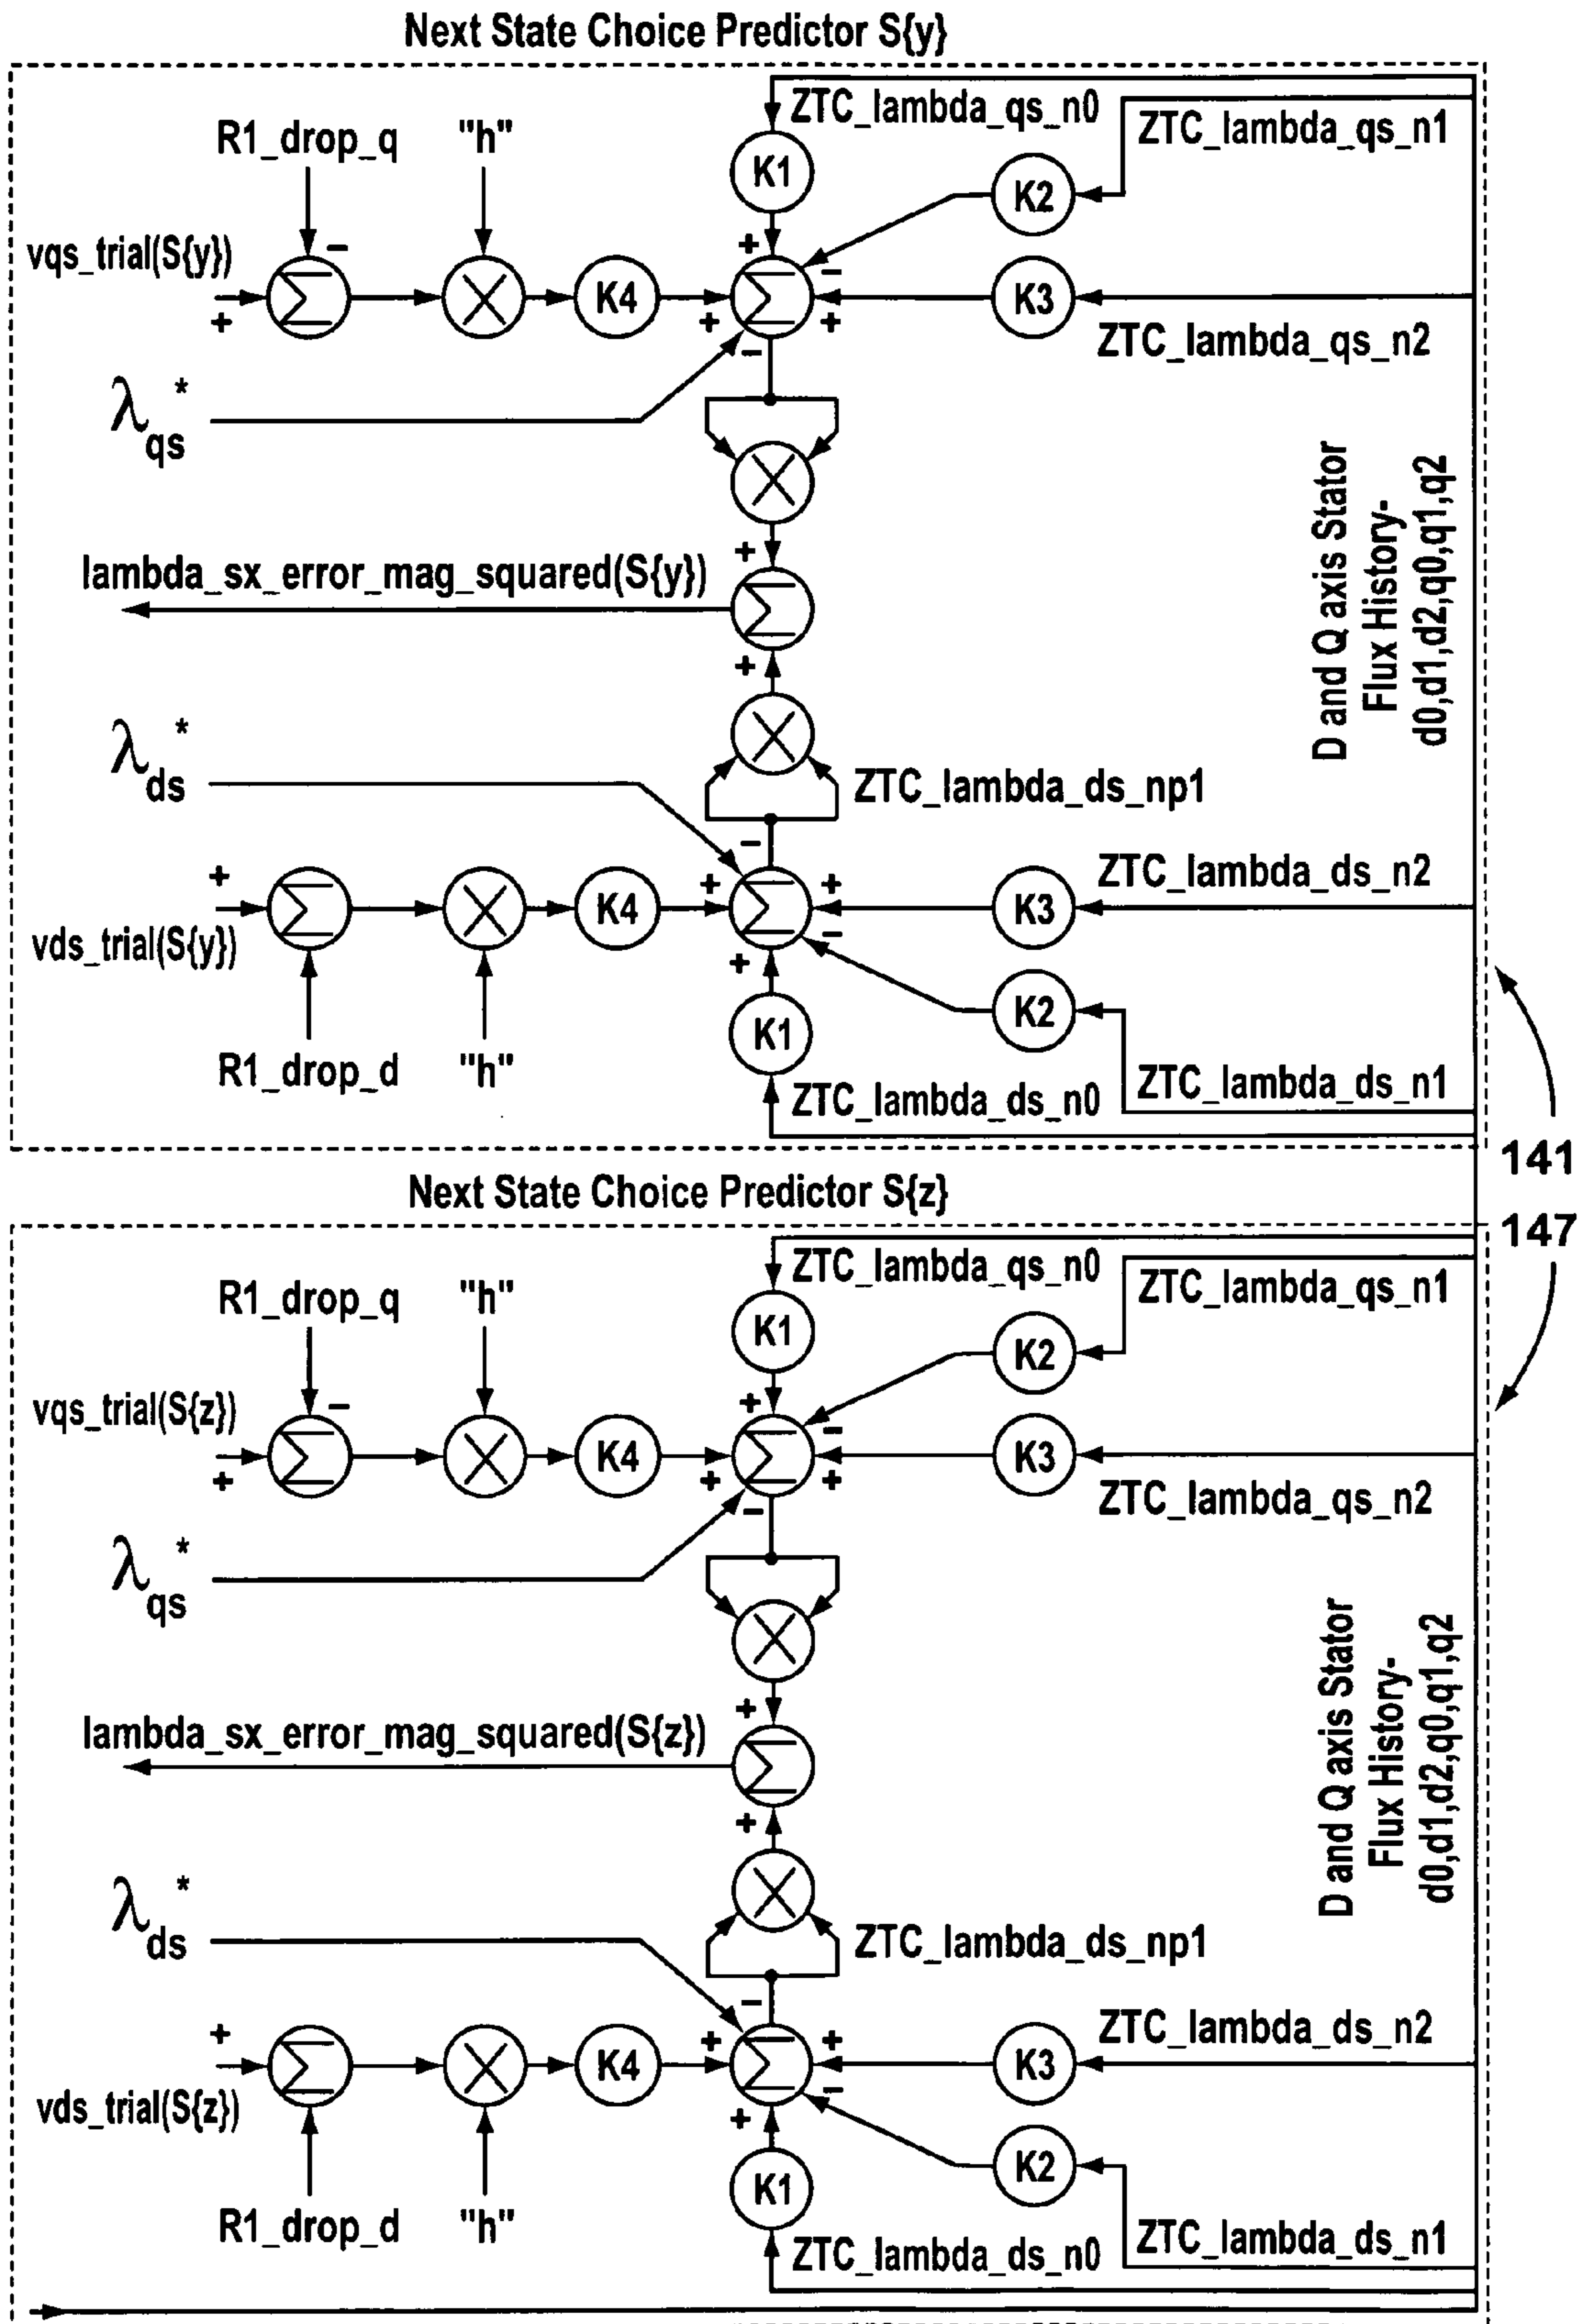 Next State Choice Predictor S{y}
ZTC_lambda_qs_n0
R1_drop_q
"h"
ZTC_lambda_qs_n1
K1
K2
vqs_trial(S{y})
−
+
−
Σ
×
K4
Σ
K3
+
+
+
ZTC_lambda_qs_n2
−
λqs*
×
D and Q axis Stator
Flux History-
d0,d1,d2,q0,q1,q2
+
lambda_sx_error_mag_squared(S{y})
Σ
+
×
λds*
ZTC_lambda_ds_np1
−
ZTC_lambda_ds_n2
+
+
+
Σ
×
K4
Σ
K3
−
vds_trial(S{y})
+
K2
K1
R1_drop_d
"h"
ZTC_lambda_ds_n1
ZTC_lambda_ds_n0
141
Next State Choice Predictor S{z}
147
ZTC_lambda_qs_n0
R1_drop_q
"h"
ZTC_lambda_qs_n1
K1
K2
vqs_trial(S{z})
−
+
−
Σ
×
K4
Σ
K3
+
+
+
ZTC_lambda_qs_n2
−
λqs*
×
D and Q axis Stator
Flux History-
d0,d1,d2,q0,q1,q2
+
lambda_sx_error_mag_squared(S{z})
Σ
+
×
λds*
ZTC_lambda_ds_np1
−
ZTC_lambda_ds_n2
+
+
+
Σ
×
K4
Σ
K3
−
vds_trial(S{z})
+
K2
K1
R1_drop_d
"h"
ZTC_lambda_ds_n1
ZTC_lambda_ds_n0